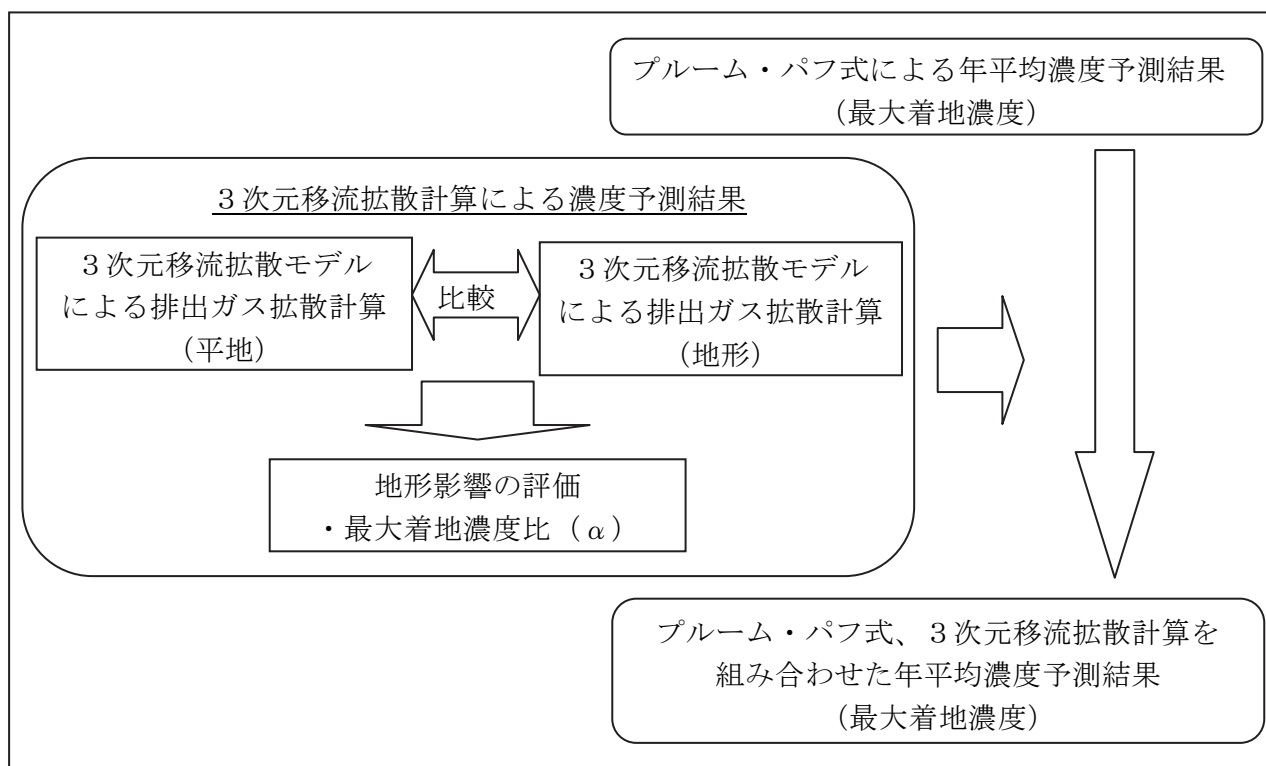 プルーム・パフ式による年平均濃度予測結果
（最大着地濃度）
３次元移流拡散計算による濃度予測結果
３次元移流拡散モデル
による排出ガス拡散計算
（平地）
比較
３次元移流拡散モデル
による排出ガス拡散計算
（地形）
地形影響の評価
・最大着地濃度比（α）
プルーム・パフ式、３次元移流拡散計算を
組み合わせた年平均濃度予測結果
（最大着地濃度）